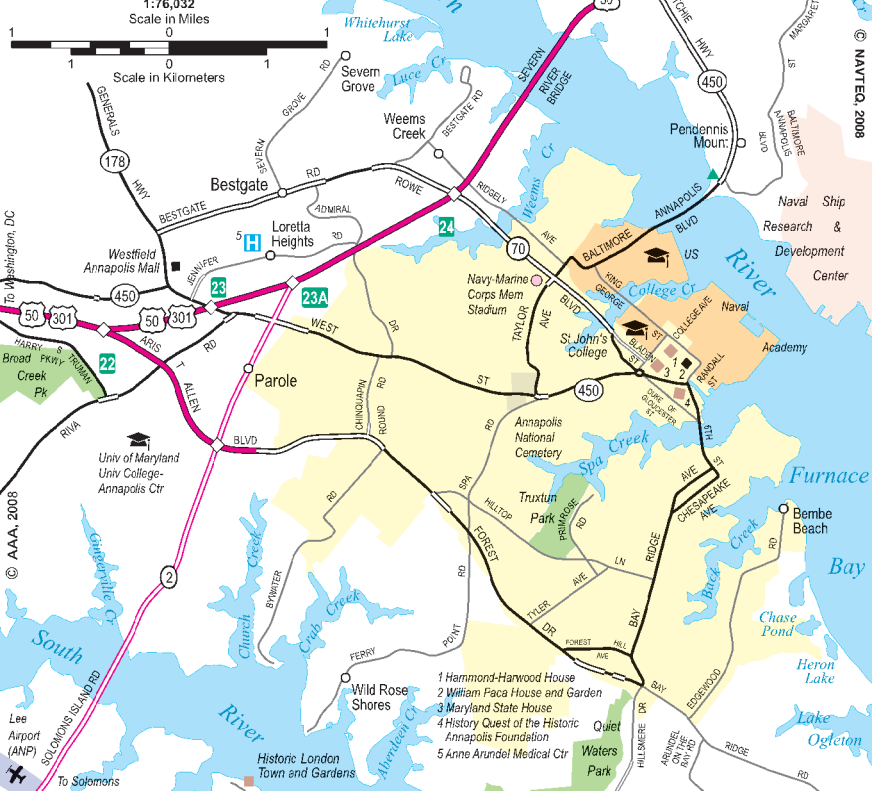 1:76,032
Scale in Miles
1 0 1
1 0 1
Scale in Kilometers
Whitehurst
Lake
Severn
Grove
Luce Cr
SEVERN
RIVER
BRIDGE
50
RITCHIE
HWY
450
MARGARET
ST
© NAVTEQ, 2008
GENERALS
178
HWY
SEVERN
GROVE
RD
Weems
Creek
BESTGATE RD
Weems
Cr
Pendennis
Mount
BALTIMORE
ANNAPOLIS
BLVD
Naval Ship
Research &
Development
Center
Bestgate
BESTGATE
RD
ROWE
RIDGELY
AVE
ADMIRAL
RD
5 H
Loretta
Heights
JENNIFER
24
70
BLVD
BALTIMORE
ANNAPOLIS
BLVD
US
Naval
Academy
River
To Washington, DC
Westfield
Annapolis Mall
450
23
23A
50 301
50 301
22
Navy-Marine
Corps Mem
Stadium
KING
GEORGE
ST
College Cr
COLLEGE AVE
TAYLOR
AVE
St John's
College
BLADEN
ST
1
2
3
4
RANDALL
ST
DUKE OF
GLOUCESTER
ST
HARRY S TRUMAN
PKWY
Broad
Creek
Pk
ARIS
T
ALLEN
BLVD
RD
RIVA
WEST
ST
450
DR
Parole
CHINQUAPIN
ROUND
RD
Annapolis
National
Cemetery
6TH
ST
Univ of Maryland
Univ College-
Annapolis Ctr
Spa Creek
SPA
RD
Truxtun
Park
PRIMROSE
RD
HILLTOP
LN
AVE
CHESAPEAKE
AVE
Furnace
Bay
Bembe
Beach
RD
Back Creek
© AAA, 2008
Gingerville Cr
2
Church Creek
BYWATER
RD
Crab Creek
FOREST
DR
TYLER
AVE
BAY
RIDGE
FOREST HILL
AVE
Chase
Pond
Heron
Lake
Lake
Ogleton
South
River
SOLOMONS ISLAND RD
Lee
Airport
(ANP)
To Solomons
FERRY
POINT
RD
Wild Rose
Shores
Aberdeen Cr
Historic London
Town and Gardens
1 Hammond-Harwood House
2 William Paca House and Garden
3 Maryland State House
4 History Quest of the Historic
Annapolis Foundation
5 Anne Arundel Medical Ctr
Quiet
Waters
Park
HILLSMERE
DR
BAY
RIDGE
RD
EDGEWOOD
ARUNDEL
ON THE
BAY RD